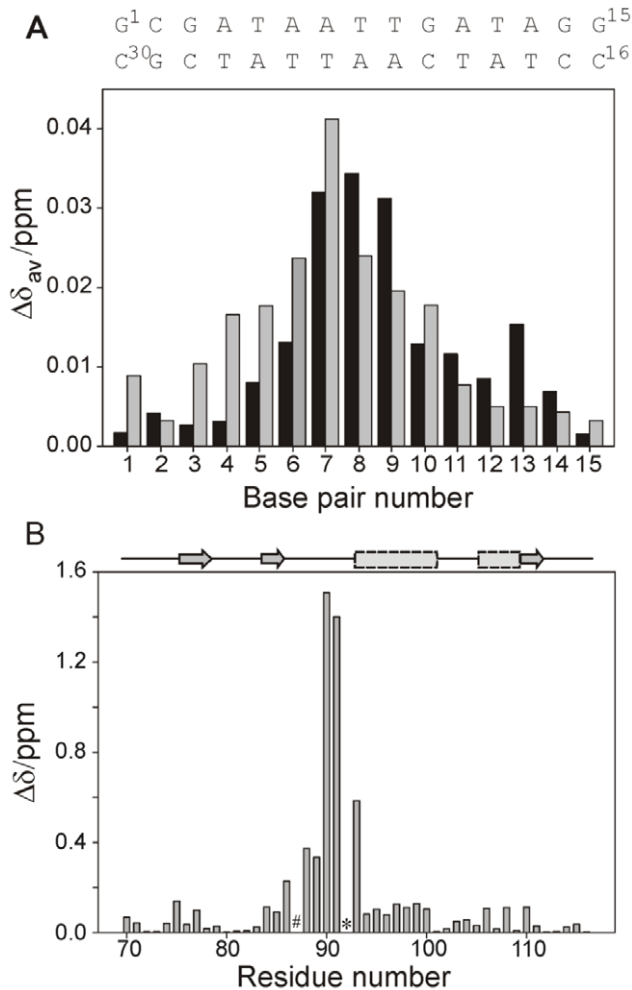 A
G1 C G A T A A T T G A T A G G15
C30 G C T A T T A A C T A T C C16
0.04
0.03
0.02
0.01
0.00
Δδav/ppm
1 2 3 4 5 6 7 8 9 10 11 12 13 14 15
Base pair number
B
1.6
1.2
0.8
0.4
0.0
Δδ/ppm
# *
70 80 90 100 110
Residue number